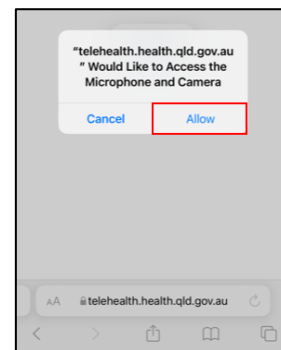 "telehealth.health.qld.gov.au
" Would Like to Access the
Microphone and Camera
Cancel Allow
AA telehealth.health.qld.gov.au